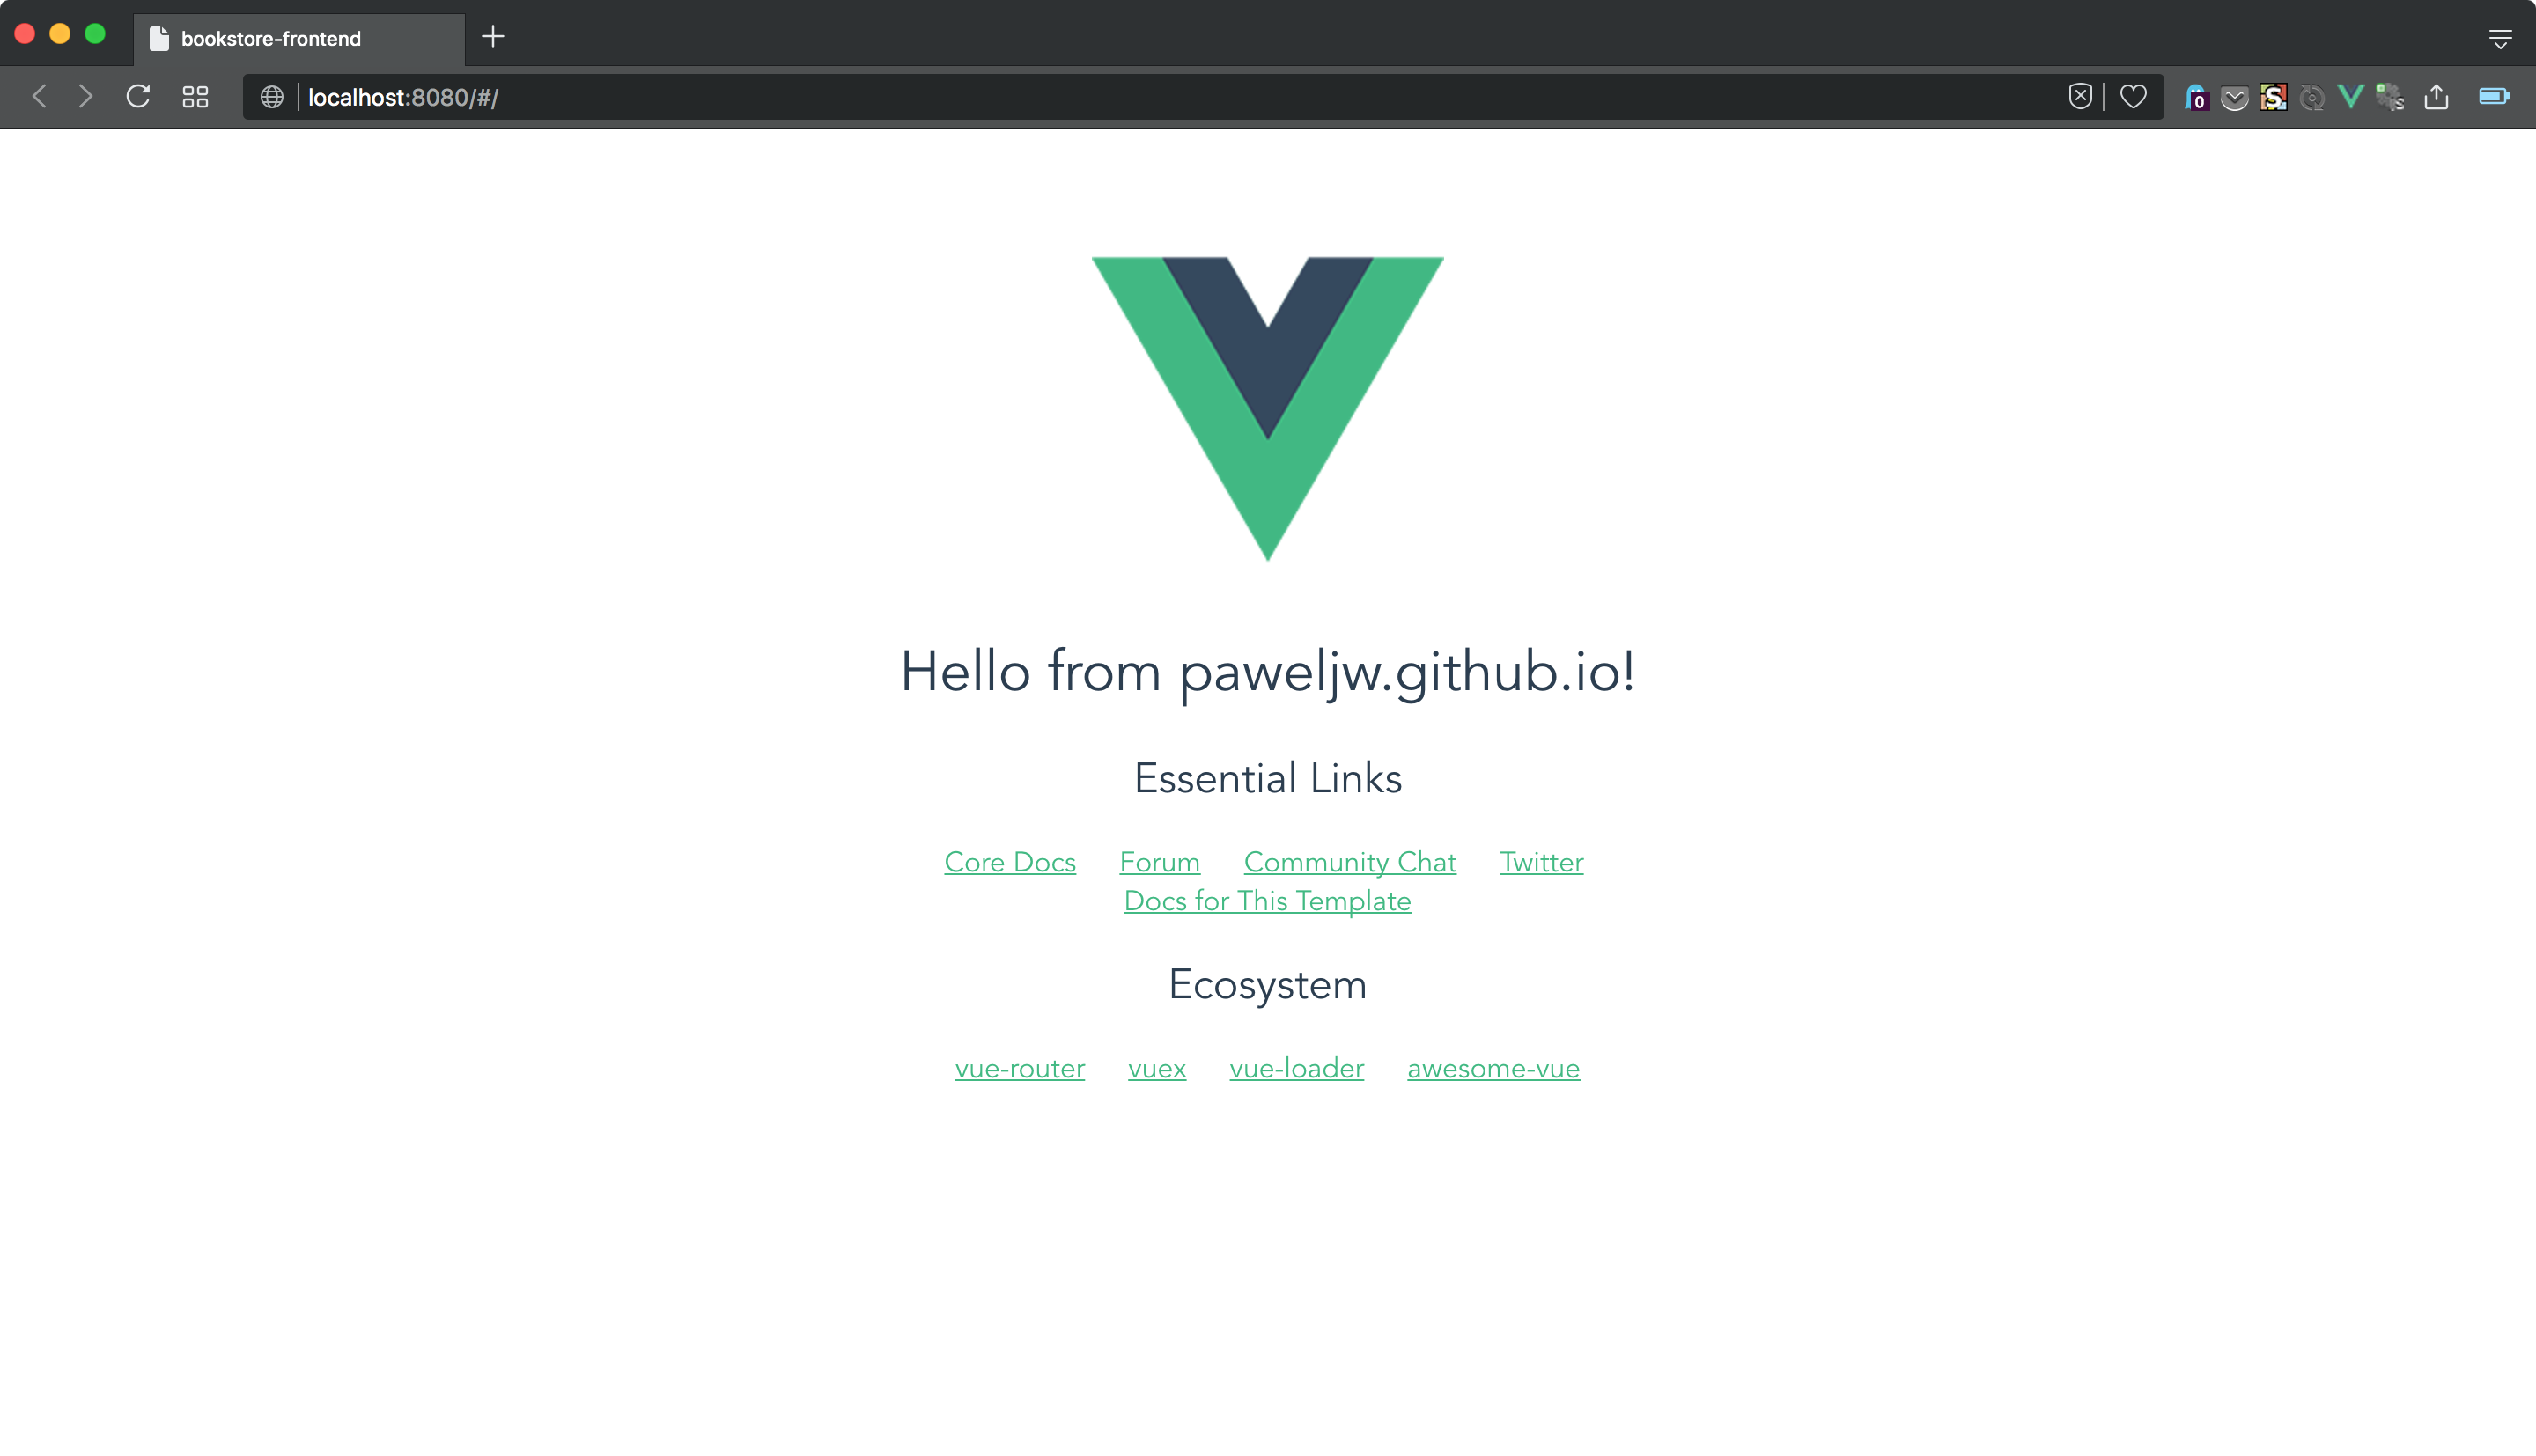 bookstore-frontend
localhost:8080/#/
0
S
S
Hello from paweljw.github.io!
Essential Links
Core Docs Forum Community Chat Twitter
Docs for This Template
Ecosystem
vue-router vuex vue-loader awesome-vue